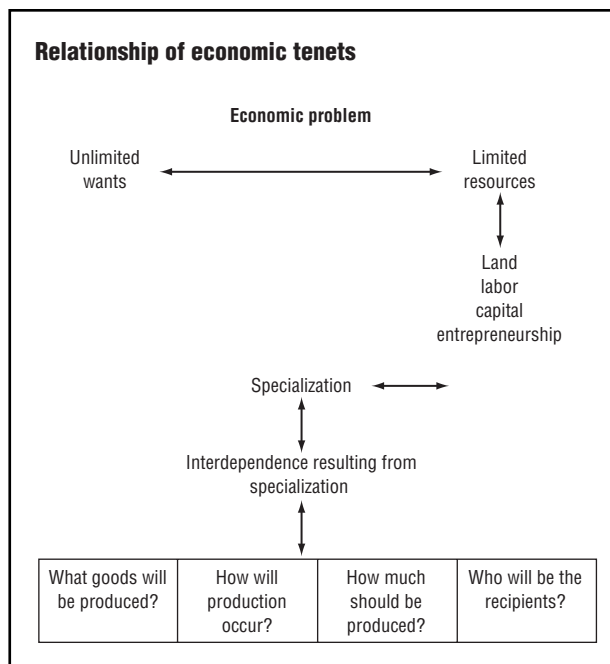 Relationship of economic tenets
Economic problem
Unlimited
wants
Limited
resources
Land
labor
capital
entrepreneurship
Specialization
Interdependence resulting from
specialization
What goods will
be produced?
How will
production
occur?
How much
should be
produced?
Who will be the
recipients?